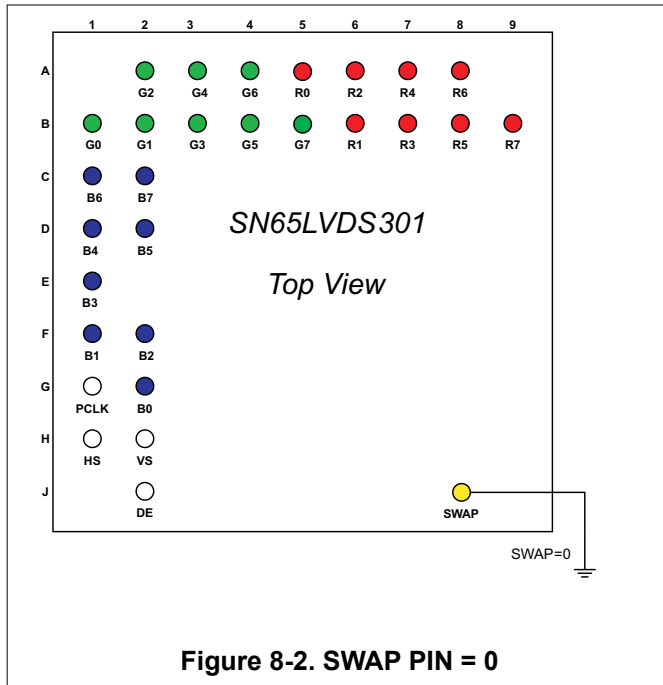 1 2 3 4 5 6 7 8 9
A
G2 G4 G6 R0 R2 R4 R6
B
G0 G1 G3 G5 G7 R1 R3 R5 R7
C
B6 B7
SN65LVDS301
D
B4 B5
Top View
E
B3
F
B1 B2
G
PCLK B0
H
HS VS
J
DE SWAP
SWAP=0
Figure 8-2. SWAP PIN = 0